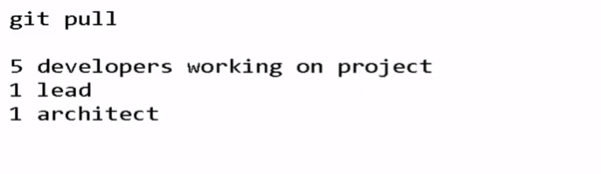 git pull
5 developers working on project
1 lead
1 architect